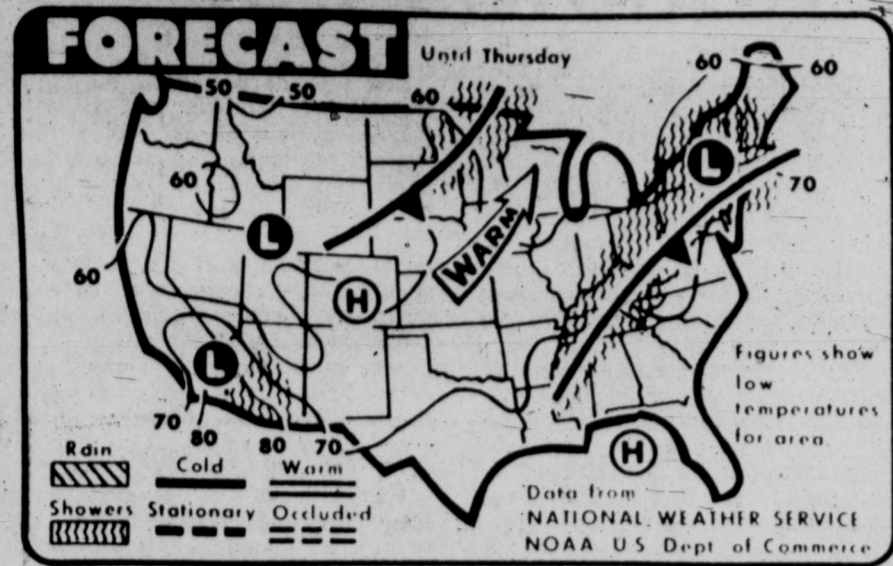 FORECAST
Until Thursday
50 50 60 60 60
60
L
70
60
L
WARM
H
L
70
80
80
70
H
Figures show
low
temperatures
for area.
Rain
Cold
Warm
Showers
Stationary
Occluded
Data from
NATIONAL WEATHER SERVICE
NOAA US Dept of Commerce